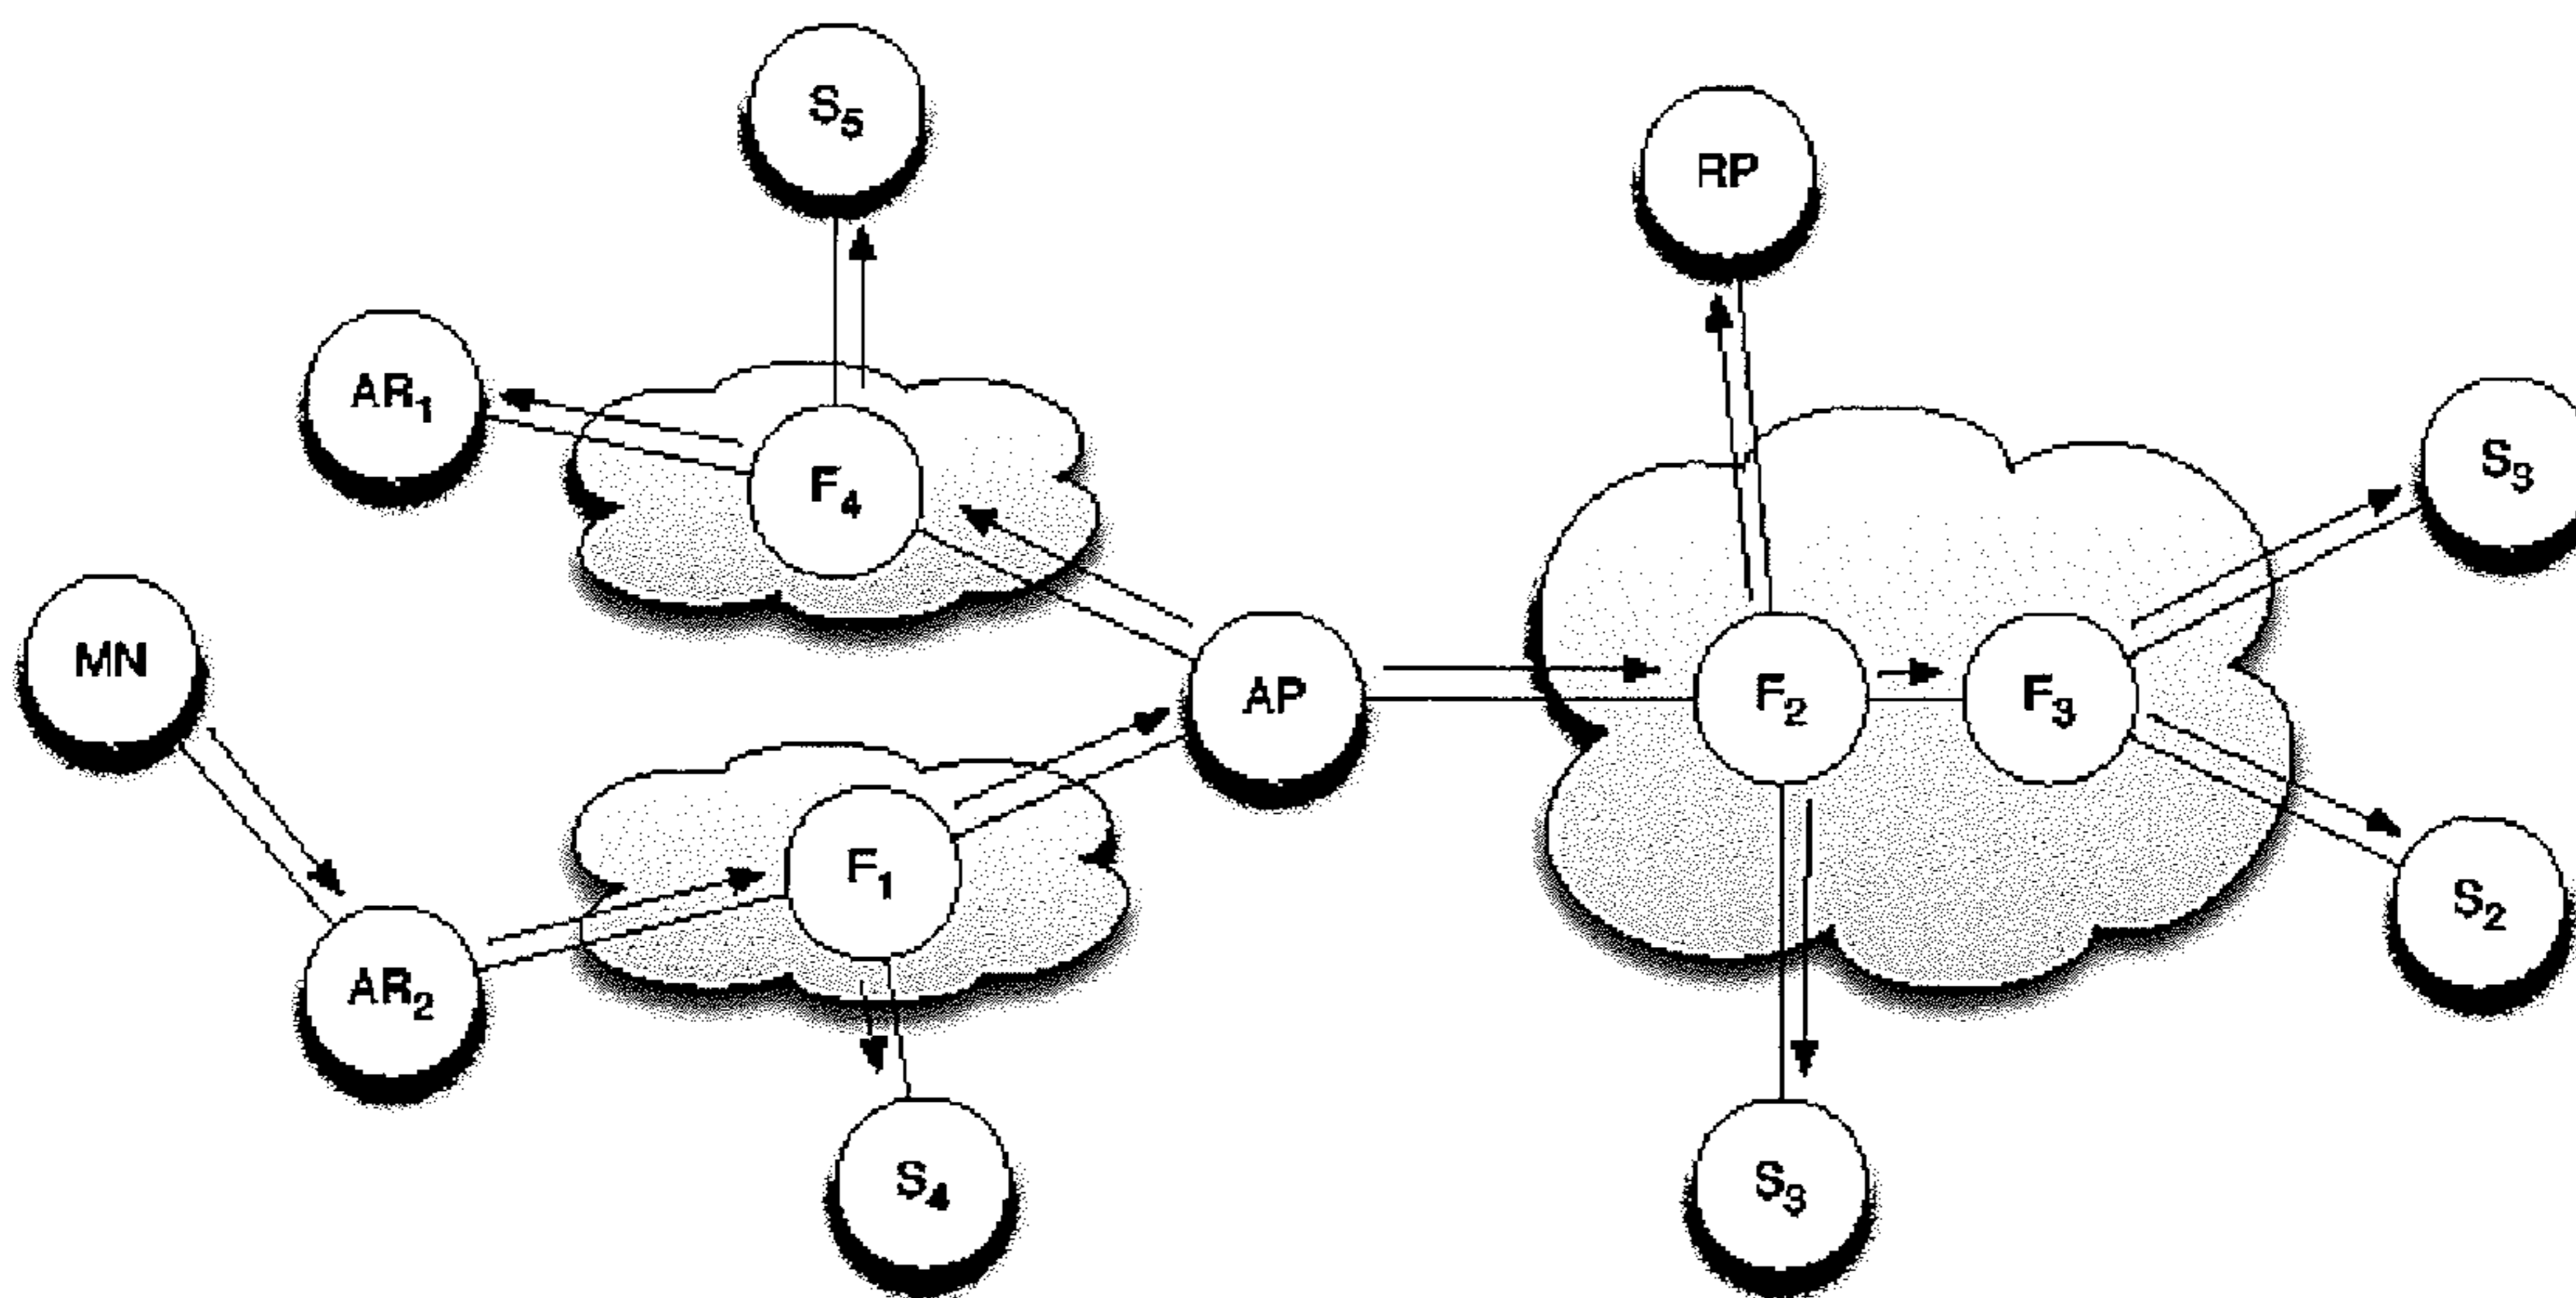 S₅
RP
AR₁
S₃
F₄
MN
AP
F₂
F₃
F₁
S₂
AR₂
S₄
S₃